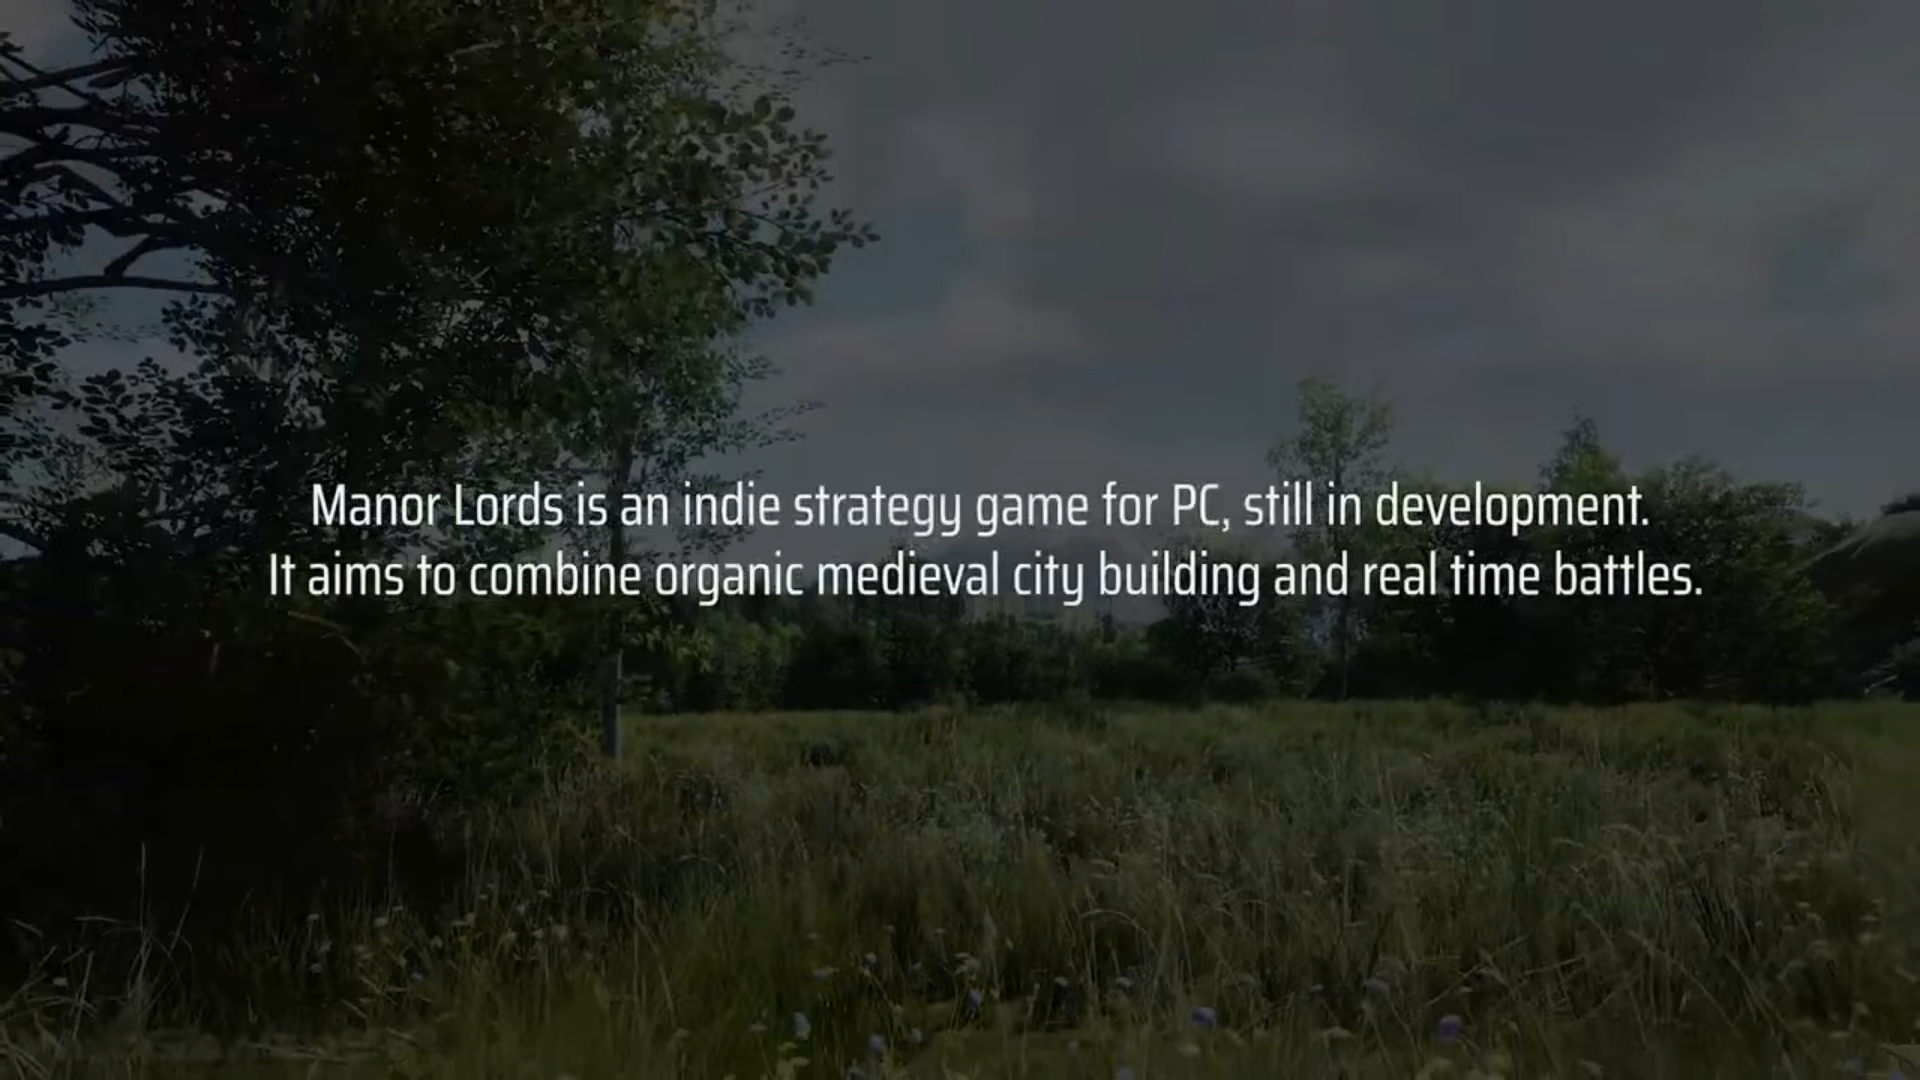 Manor Lords is an indie strategy game for PC, still in development.
It aims to combine organic medieval city building and real time battles.